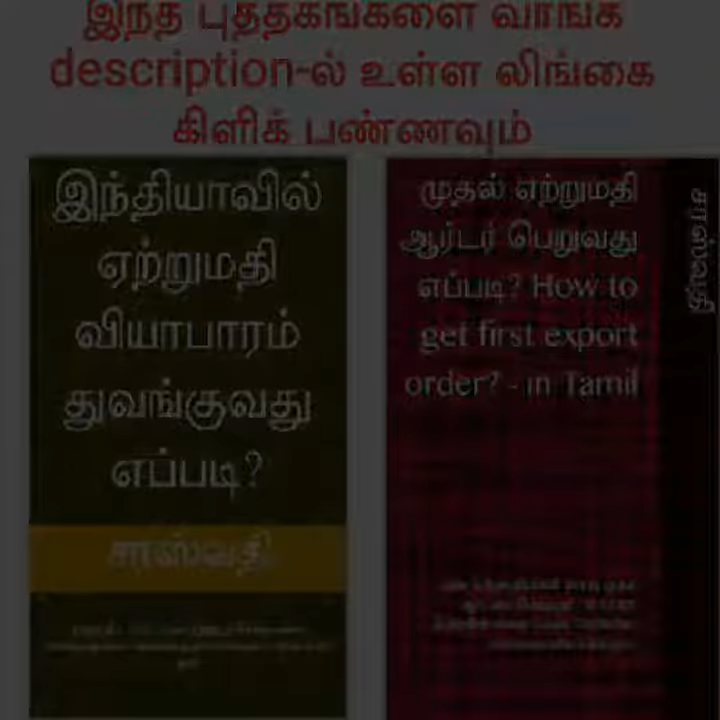 இந்த புத்தகங்களை வாங்க
description-ல் உள்ள லிங்கை
கிளிக் பண்ணவும்
இந்தியாவில்
ஏற்றுமதி
வியாபாரம்
துவங்குவது
எப்படி?
சரஸ்வதி
முதல் ஏற்றுமதி
ஆர்டர் பெறுவது
எப்படி? How to
get first export
order? - in Tamil